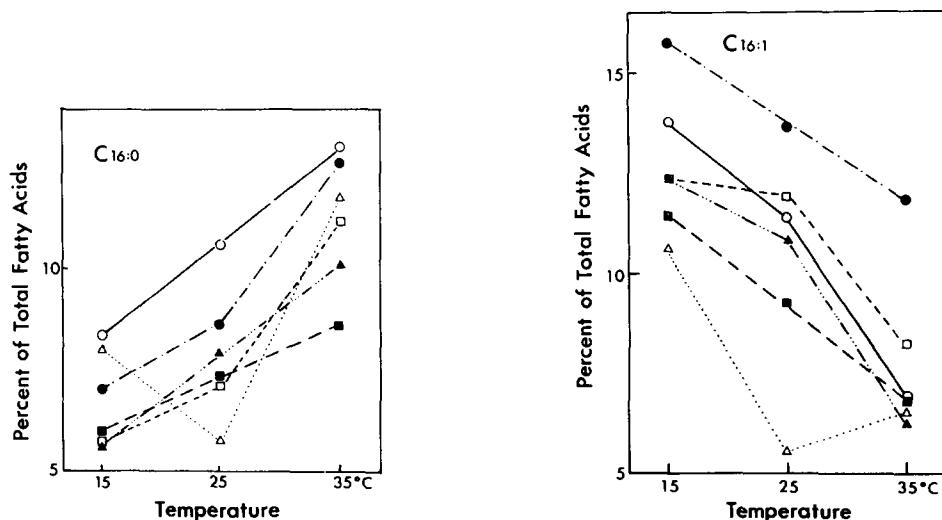 C16:0
Percent of Total Fatty Acids
10
5
15
25
35°C
Temperature
C16:1
Percent of Total Fatty Acids
15
10
5
15
25
35°C
Temperature